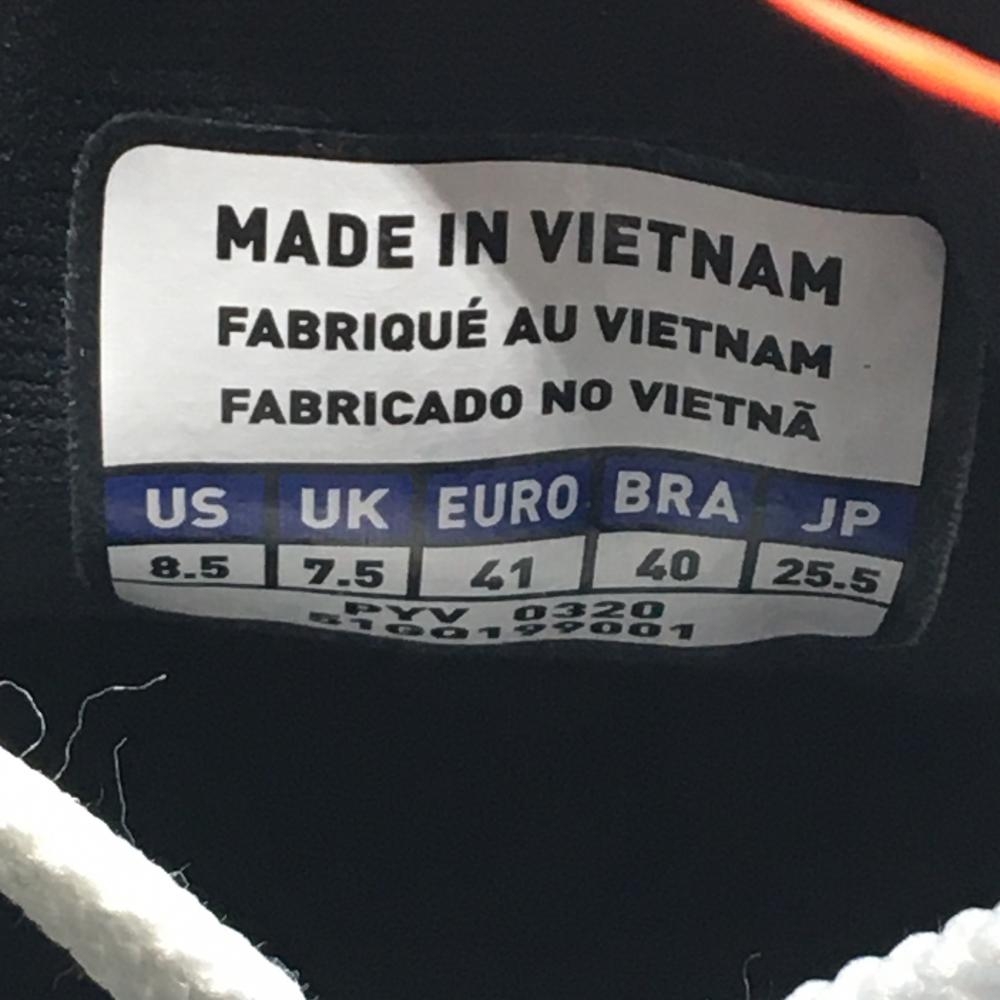 MADE IN VIETNAM
FABRIQUÉ AU VIETNAM
FABRICADO NO VIETNÃ
US UK EURO BRA JP
8.5 7.5 41 40 25.5
PYV 0320
51GQ199001